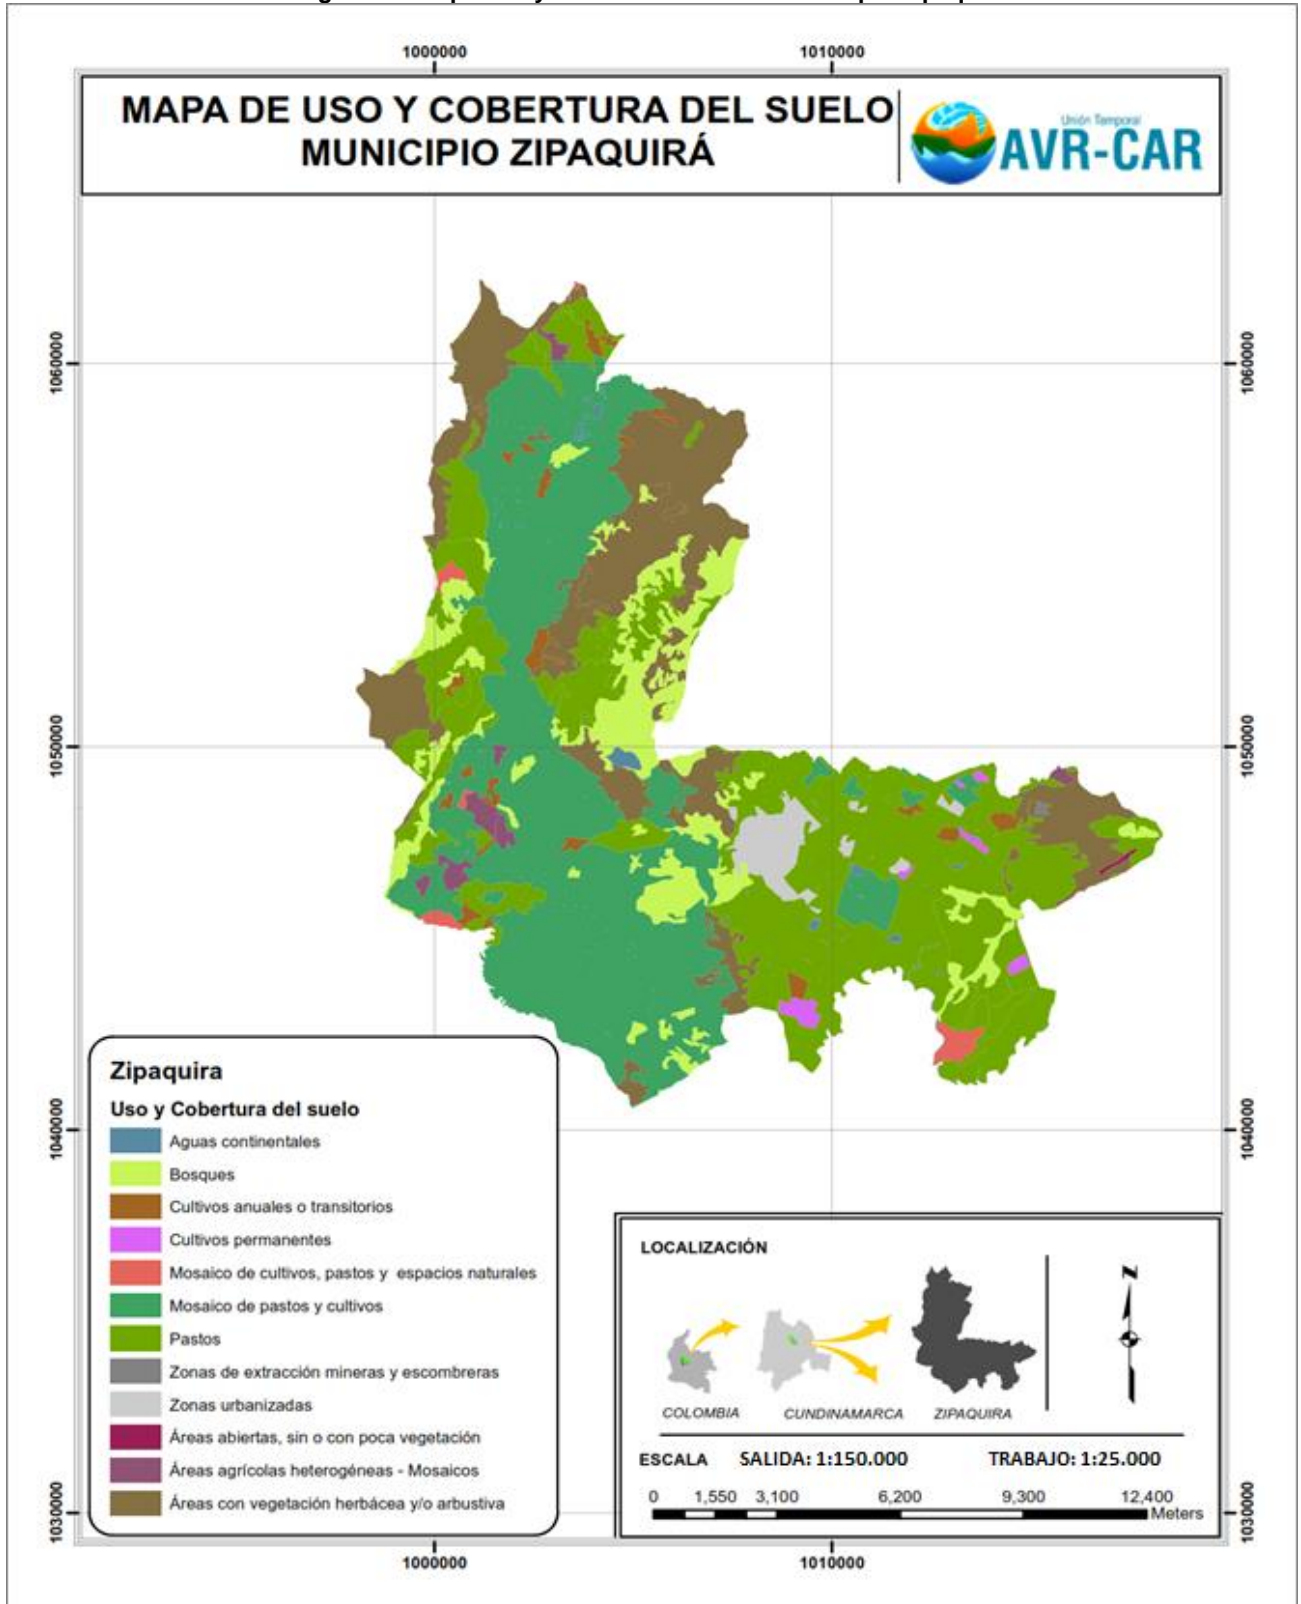 1000000
1010000
MAPA DE USO Y COBERTURA DEL SUELO
MUNICIPIO ZIPAQUIRÁ
Unión Temporal
AVR-CAR
1060000
1060000
1050000
1050000
1040000
1040000
1030000
1030000
Zipaquira
Uso y Cobertura del suelo
Aguas continentales
Bosques
Cultivos anuales o transitorios
Cultivos permanentes
Mosaico de cultivos, pastos y espacios naturales
Mosaico de pastos y cultivos
Pastos
Zonas de extracción mineras y escombreras
Zonas urbanizadas
Áreas abiertas, sin o con poca vegetación
Áreas agrícolas heterogéneas - Mosaicos
Áreas con vegetación herbácea y/o arbustiva
LOCALIZACIÓN
N
COLOMBIA CUNDINAMARCA ZIPAQUIRA
ESCALA SALIDA: 1:150.000 TRABAJO: 1:25.000
0 1,550 3,100 6,200 9,300 12,400
Meters
1000000
1010000